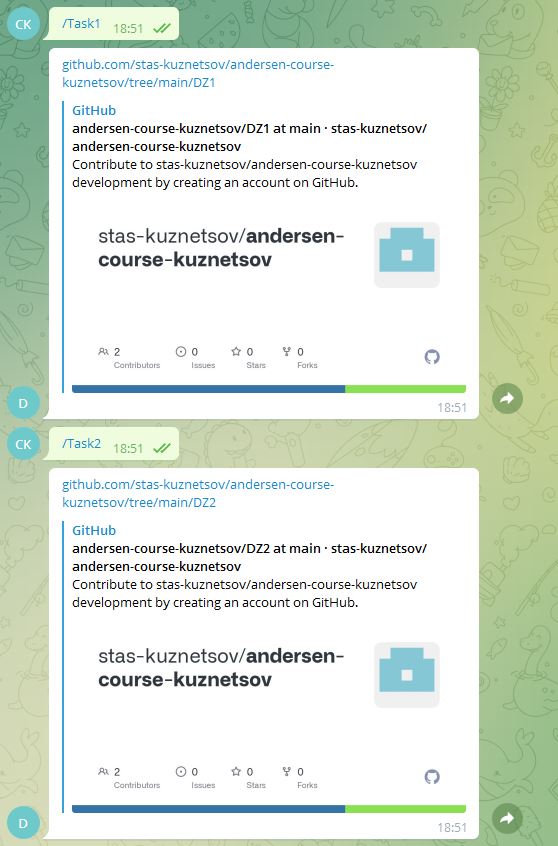 CK
/Task1
18:51
github.com/stas-kuznetsov/andersen-course-
kuznetsov/tree/main/DZ1
GitHub
andersen-course-kuznetsov/DZ1 at main · stas-kuznetsov/
andersen-course-kuznetsov
Contribute to stas-kuznetsov/andersen-course-kuznetsov
development by creating an account on GitHub.
stas-kuznetsov/andersen-
course-kuznetsov
2 0 0 0
Contributors Issues Stars Forks
D
18:51
CK
/Task2
18:51
github.com/stas-kuznetsov/andersen-course-
kuznetsov/tree/main/DZ2
GitHub
andersen-course-kuznetsov/DZ2 at main · stas-kuznetsov/
andersen-course-kuznetsov
Contribute to stas-kuznetsov/andersen-course-kuznetsov
development by creating an account on GitHub.
stas-kuznetsov/andersen-
course-kuznetsov
2 0 0 0
Contributors Issues Stars Forks
D
18:51